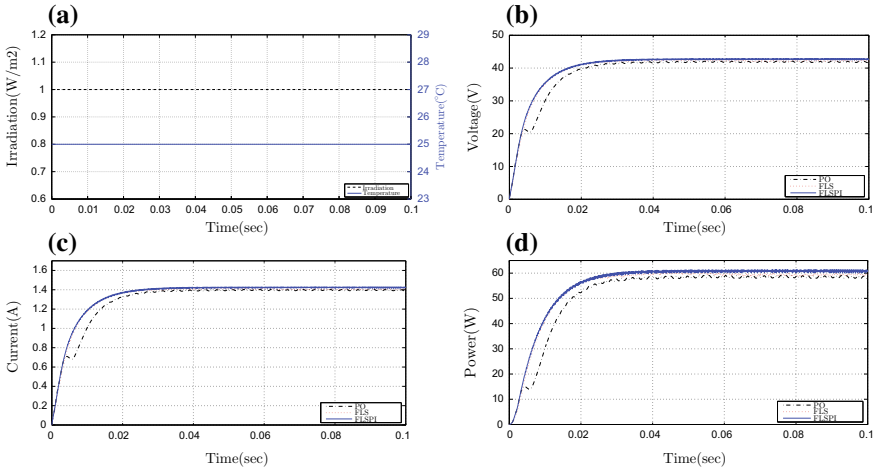 (a)
Irradiation(W/m2)
1.2
1.1
1
0.9
0.8
0.7
0.6
0
0.01
0.02
0.03
0.04
0.05
0.06
0.07
0.08
0.09
0.1
29
28
27
26
25
24
23
Temperature(°C)
Irradiation
Temperature
Time(sec)
(b)
Voltage(V)
50
40
30
20
10
0
0
0.02
0.04
0.06
0.08
0.1
PO
FLS
FLSPI
Time(sec)
(c)
Current(A)
1.6
1.4
1.2
1
0.8
0.6
0.4
0.2
0
0
0.02
0.04
0.06
0.08
0.1
PO
FLS
FLSPI
Time(sec)
(d)
Power(W)
60
50
40
30
20
10
0
0
0.02
0.04
0.06
0.08
0.1
PO
FLS
FLSPI
Time(sec)